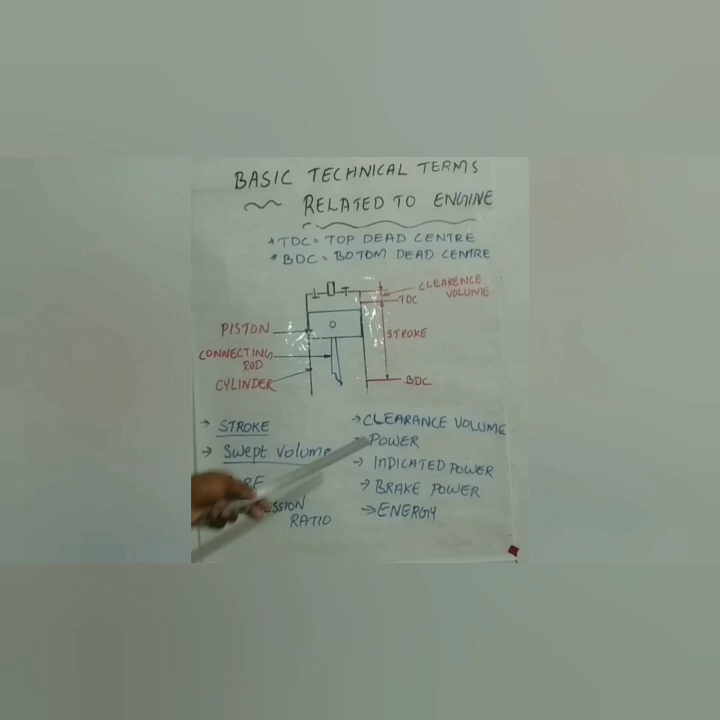 BASIC TECHNICAL TERMS
RELATED TO ENGINE
*TDC = TOP DEAD CENTRE
*BDC = BOTOM DEAD CENTRE
CLEARENCE
VOLUME
TDC
PISTON
STROKE
CONNECTING
ROD
CYLINDER
BDC
→ STROKE
→ Swept Volume
RATIO
→ CLEARANCE VOLUME
POWER
→ INDICATED POWER
→ BRAKE POWER
→ ENERGY